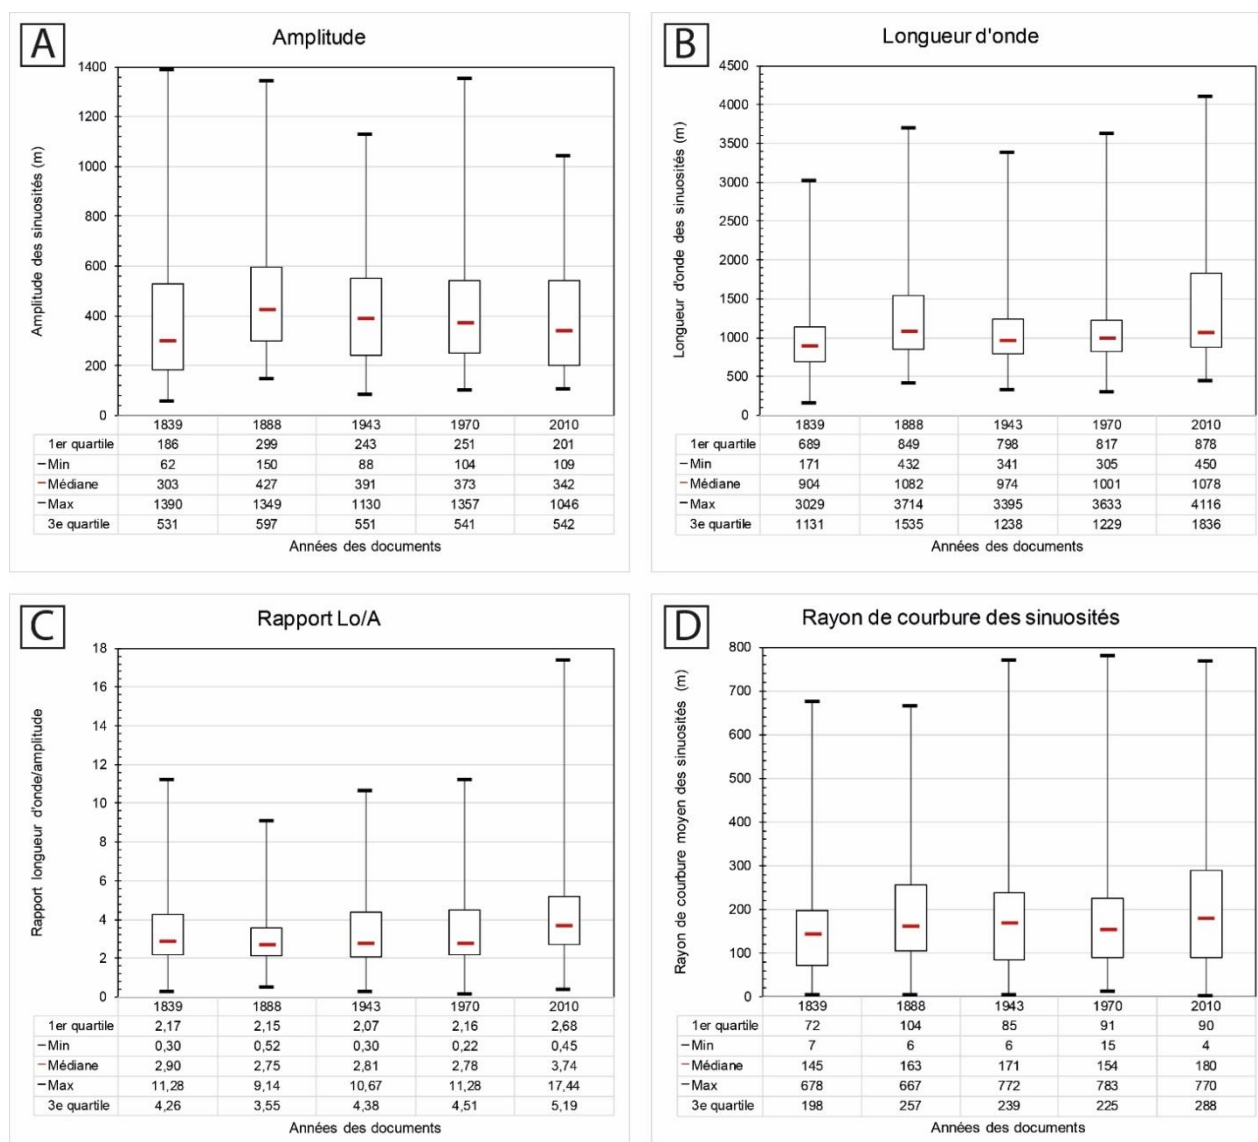 A
Amplitude
Amplitude des sinuosités (m)
1400
1200
1000
800
600
400
200
0
1839 1888 1943 1970 2010
1er quartile 186 299 243 251 201
Min 62 150 88 104 109
Médiane 303 427 391 373 342
Max 1390 1349 1130 1357 1046
3e quartile 531 597 551 541 542
Années des documents
B
Longueur d'onde
Longueur d'onde des sinuosités (m)
4500
4000
3500
3000
2500
2000
1500
1000
500
0
1839 1888 1943 1970 2010
1er quartile 689 849 798 817 878
Min 171 432 341 305 450
Médiane 904 1082 974 1001 1078
Max 3029 3714 3395 3633 4116
3e quartile 1131 1535 1238 1229 1836
Années des documents
C
Rapport Lo/A
Rapport longueur d'onde/amplitude
18
16
14
12
10
8
6
4
2
0
1839 1888 1943 1970 2010
1er quartile 2,17 2,15 2,07 2,16 2,68
Min 0,30 0,52 0,30 0,22 0,45
Médiane 2,90 2,75 2,81 2,78 3,74
Max 11,28 9,14 10,67 11,28 17,44
3e quartile 4,26 3,55 4,38 4,51 5,19
Années des documents
D
Rayon de courbure des sinuosités
Rayon de courbure moyen des sinuosités (m)
800
700
600
500
400
300
200
100
0
1839 1888 1943 1970 2010
1er quartile 72 104 85 91 90
Min 7 6 6 15 4
Médiane 145 163 171 154 180
Max 678 667 772 783 770
3e quartile 198 257 239 225 288
Années des documents